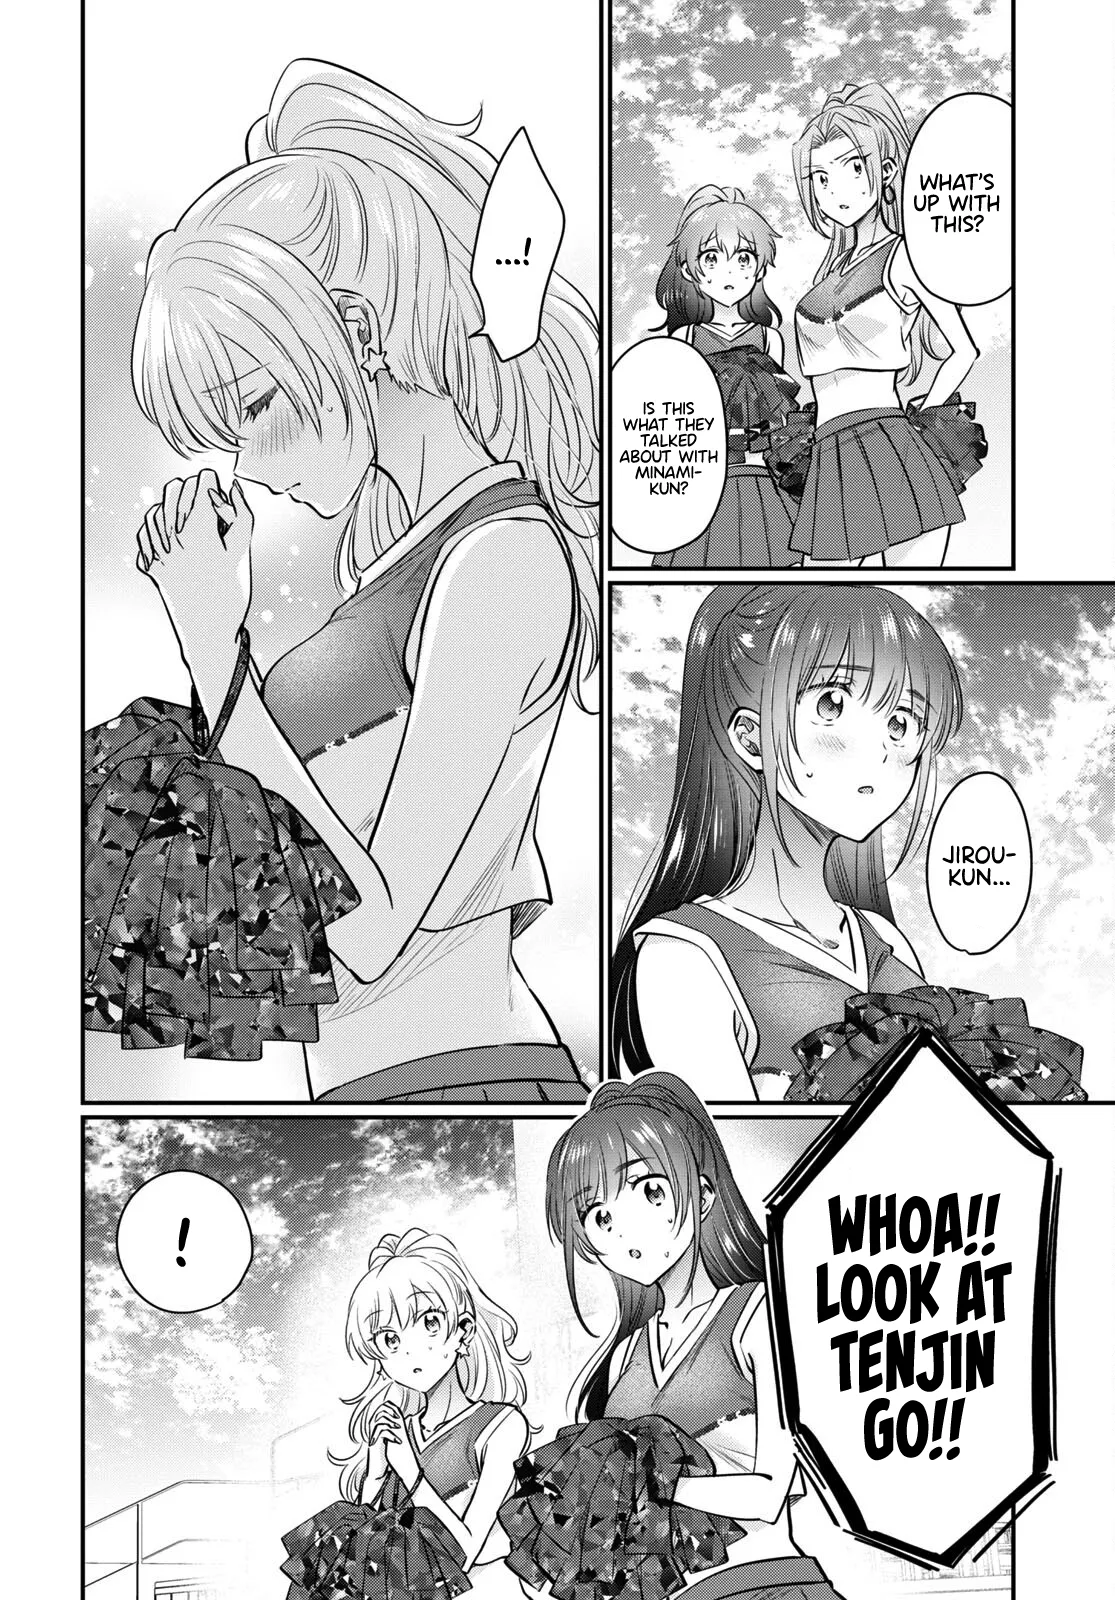 WHAT'S
UP WITH
THIS?
IS THIS
WHAT THEY
TALKED
ABOUT WITH
MINAMI-
KUN?
JIROU-
KUN...
...!
WHOA!!
LOOK AT
TENJIN
GO!!
!